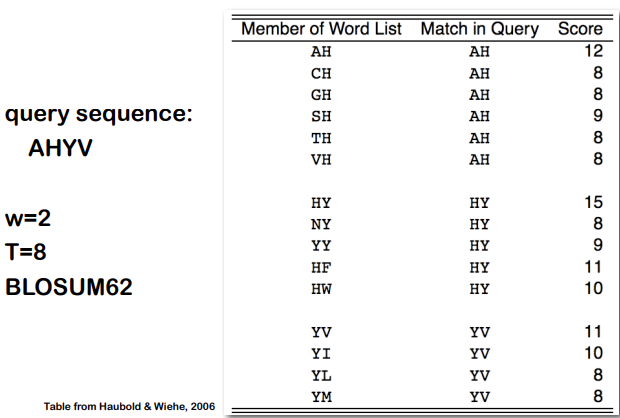 Member of Word List Match in Query Score
AH AH 12
CH AH 8
GH AH 8
SH AH 9
TH AH 8
VH AH 8
HY HY 15
NY HY 8
YY HY 9
HF HY 11
HW HY 10
YV YV 11
YI YV 10
YL YV 8
YM YV 8
query sequence:
AHYV
w=2
T=8
BLOSUM62
Table from Haubold & Wiehe, 2006